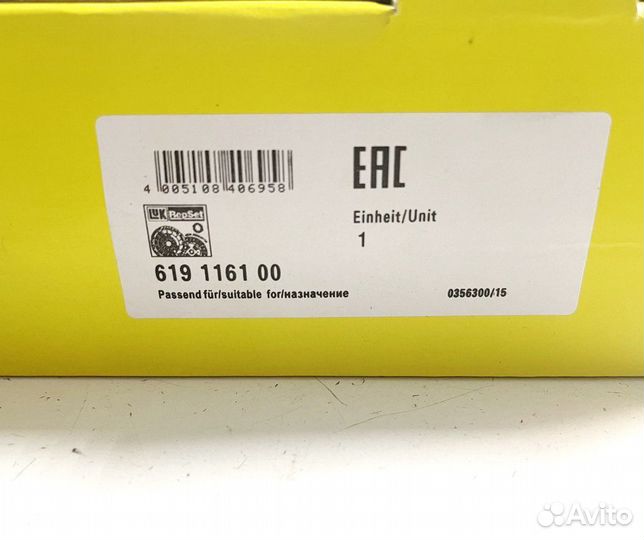 4 005108 406958
EAC
LUK RepSet
Einheit/Unit
1
619 1161 00
Passend für/suitable for/назначение
0356300/15
Avito